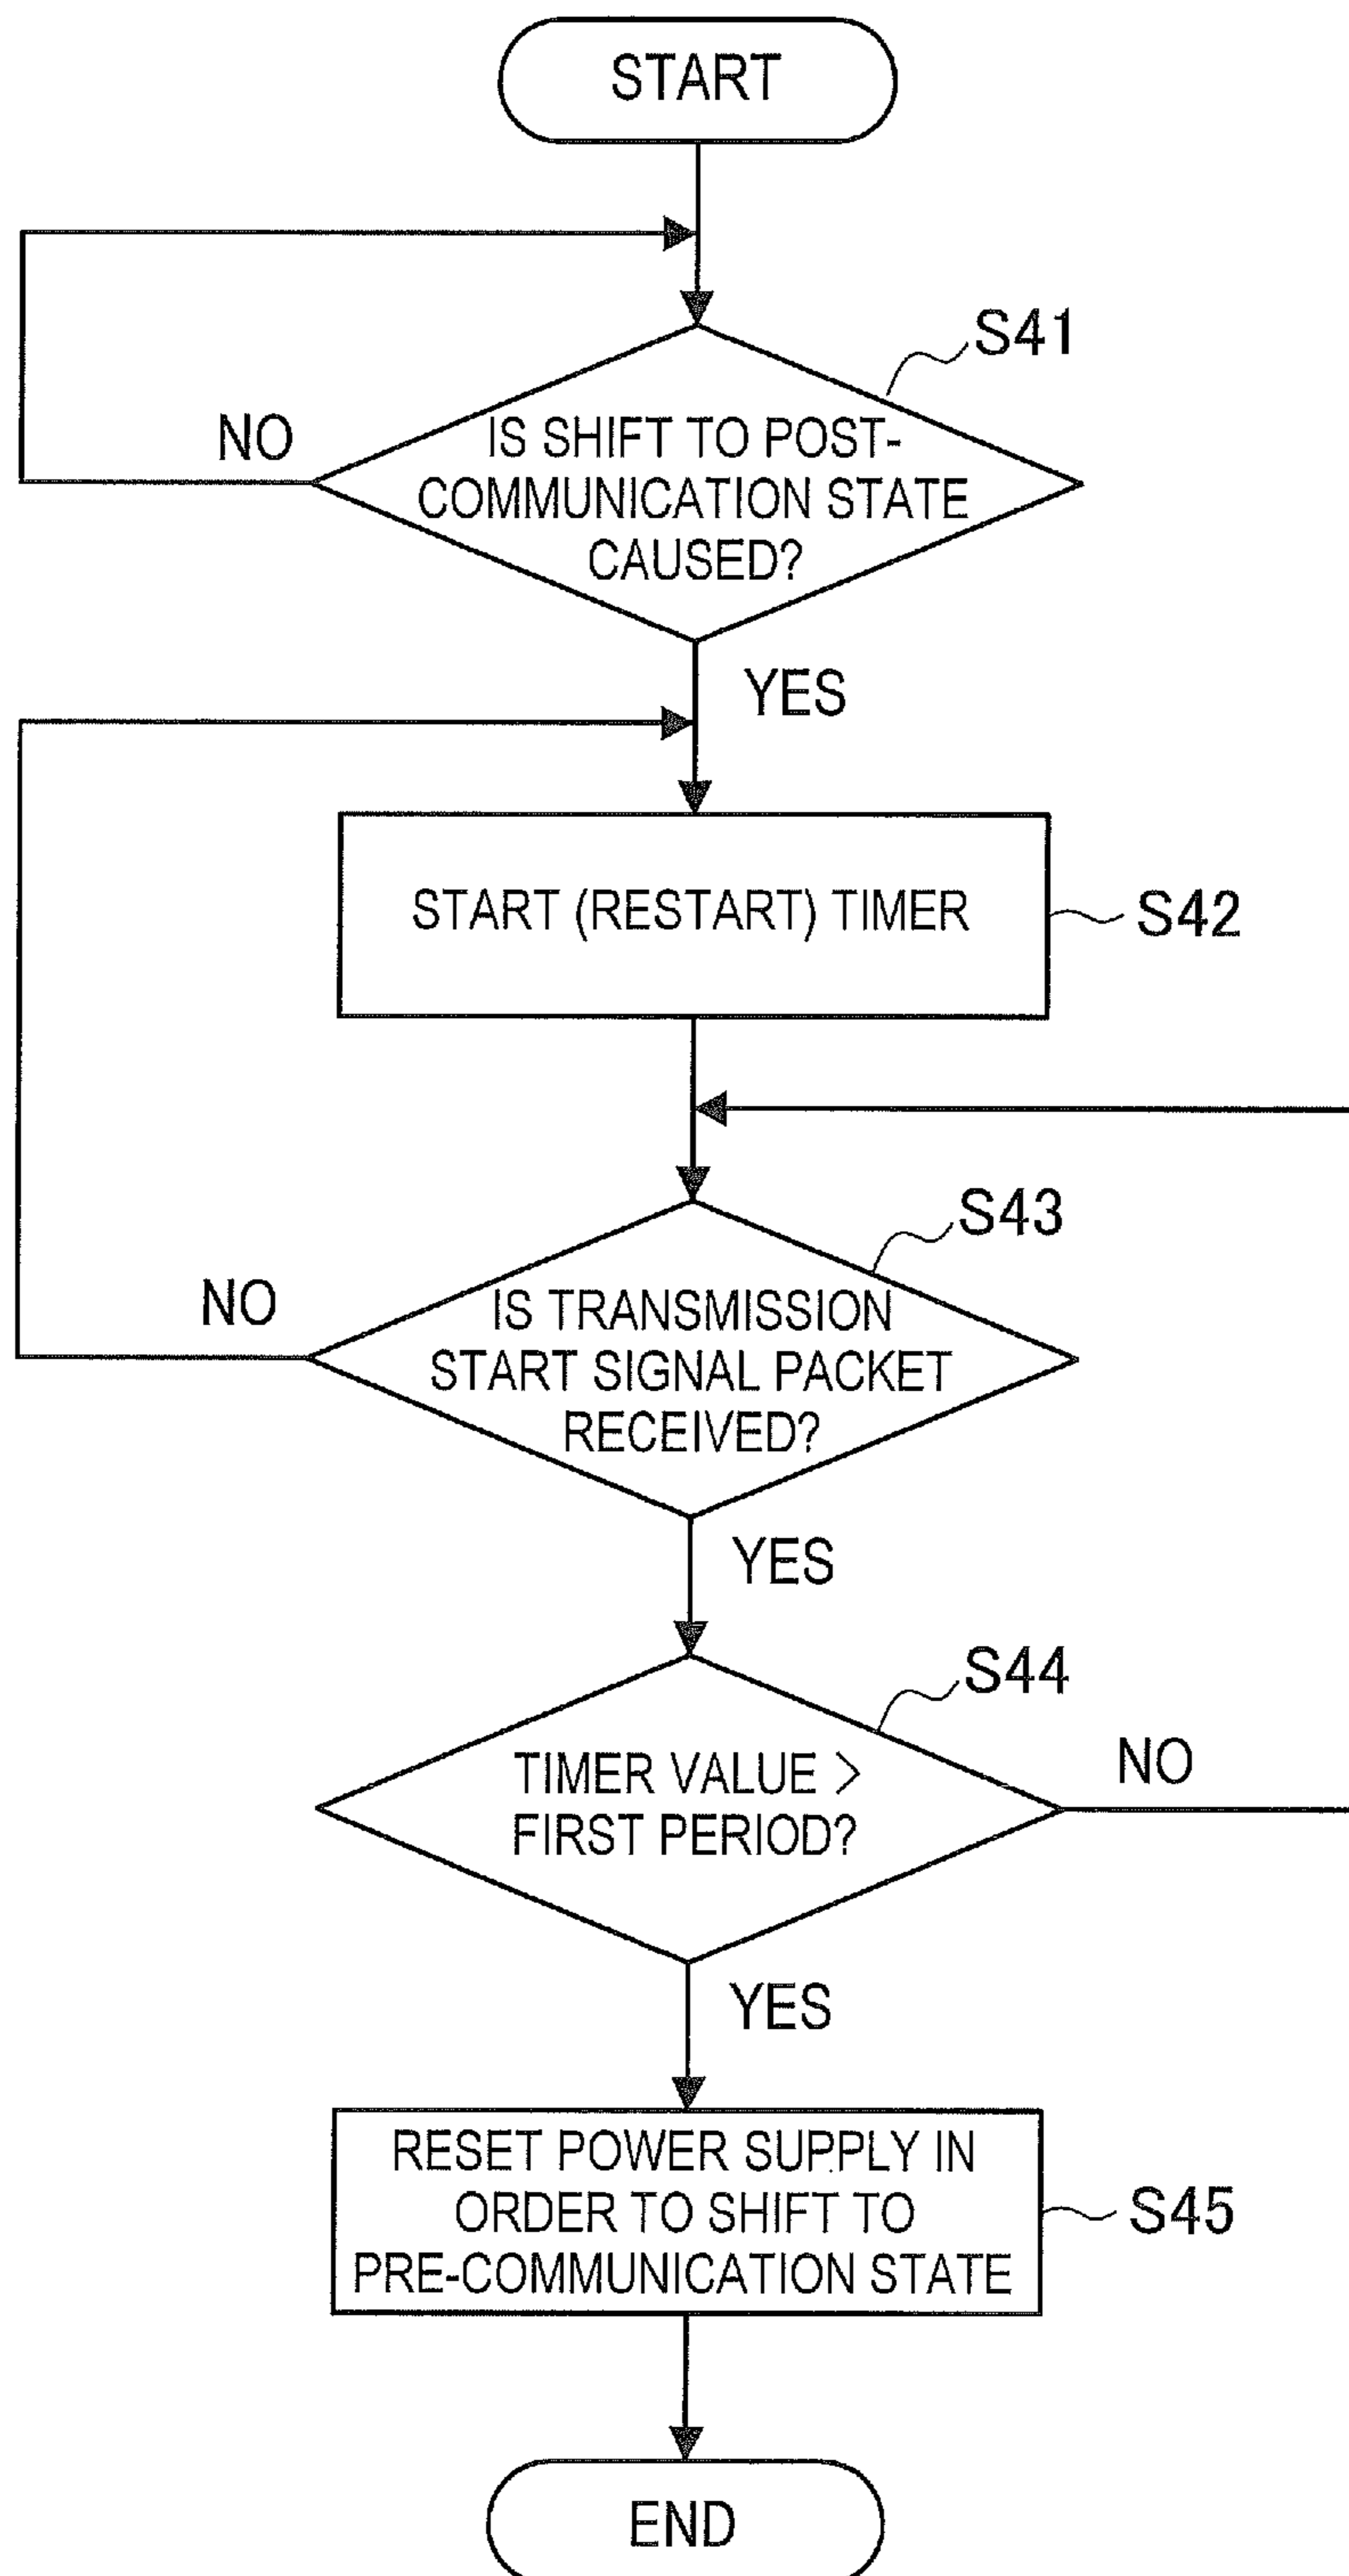 START
S41
NO
IS SHIFT TO POST-
COMMUNICATION STATE
CAUSED?
YES
START (RESTART) TIMER
S42
S43
NO
IS TRANSMISSION
START SIGNAL PACKET
RECEIVED?
YES
S44
TIMER VALUE >
FIRST PERIOD?
NO
YES
RESET POWER SUPPLY IN
ORDER TO SHIFT TO
PRE-COMMUNICATION STATE
S45
END